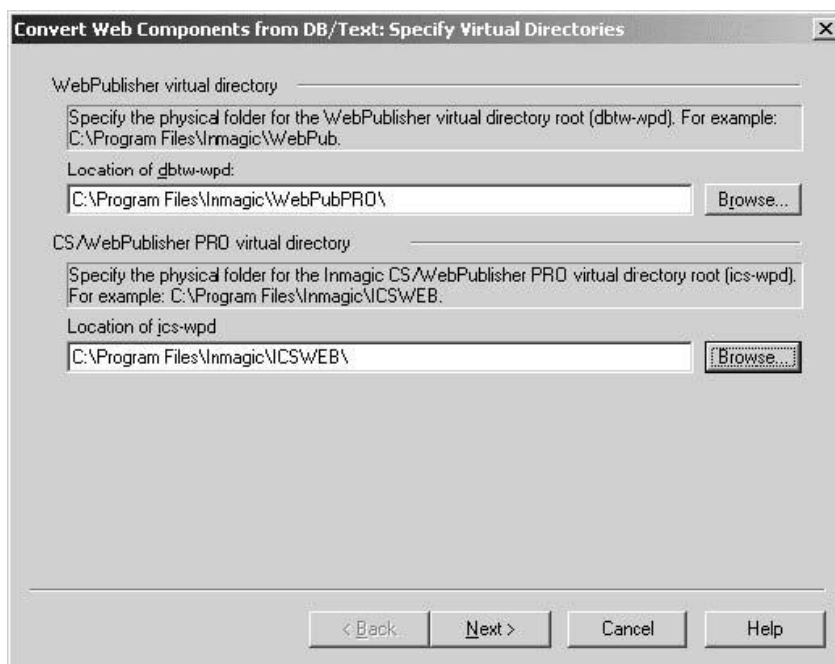 Convert Web Components from DB/Text: Specify Virtual Directories
WebPublisher virtual directory
Specify the physical folder for the WebPublisher virtual directory root (dbtw-wpd). For example:
C:\Program Files\Inmagic\WebPub.
Location of dbtw-wpd:
C:\Program Files\Inmagic\WebPubPRO\
Browse...
CS/WebPublisher PRO virtual directory
Specify the physical folder for the Inmagic CS/WebPublisher PRO virtual directory root (ics-wpd).
For example: C:\Program Files\Inmagic\ICSWEB.
Location of ics-wpd
C:\Program Files\Inmagic\ICSWEB\
Browse...
< Back
Next >
Cancel
Help